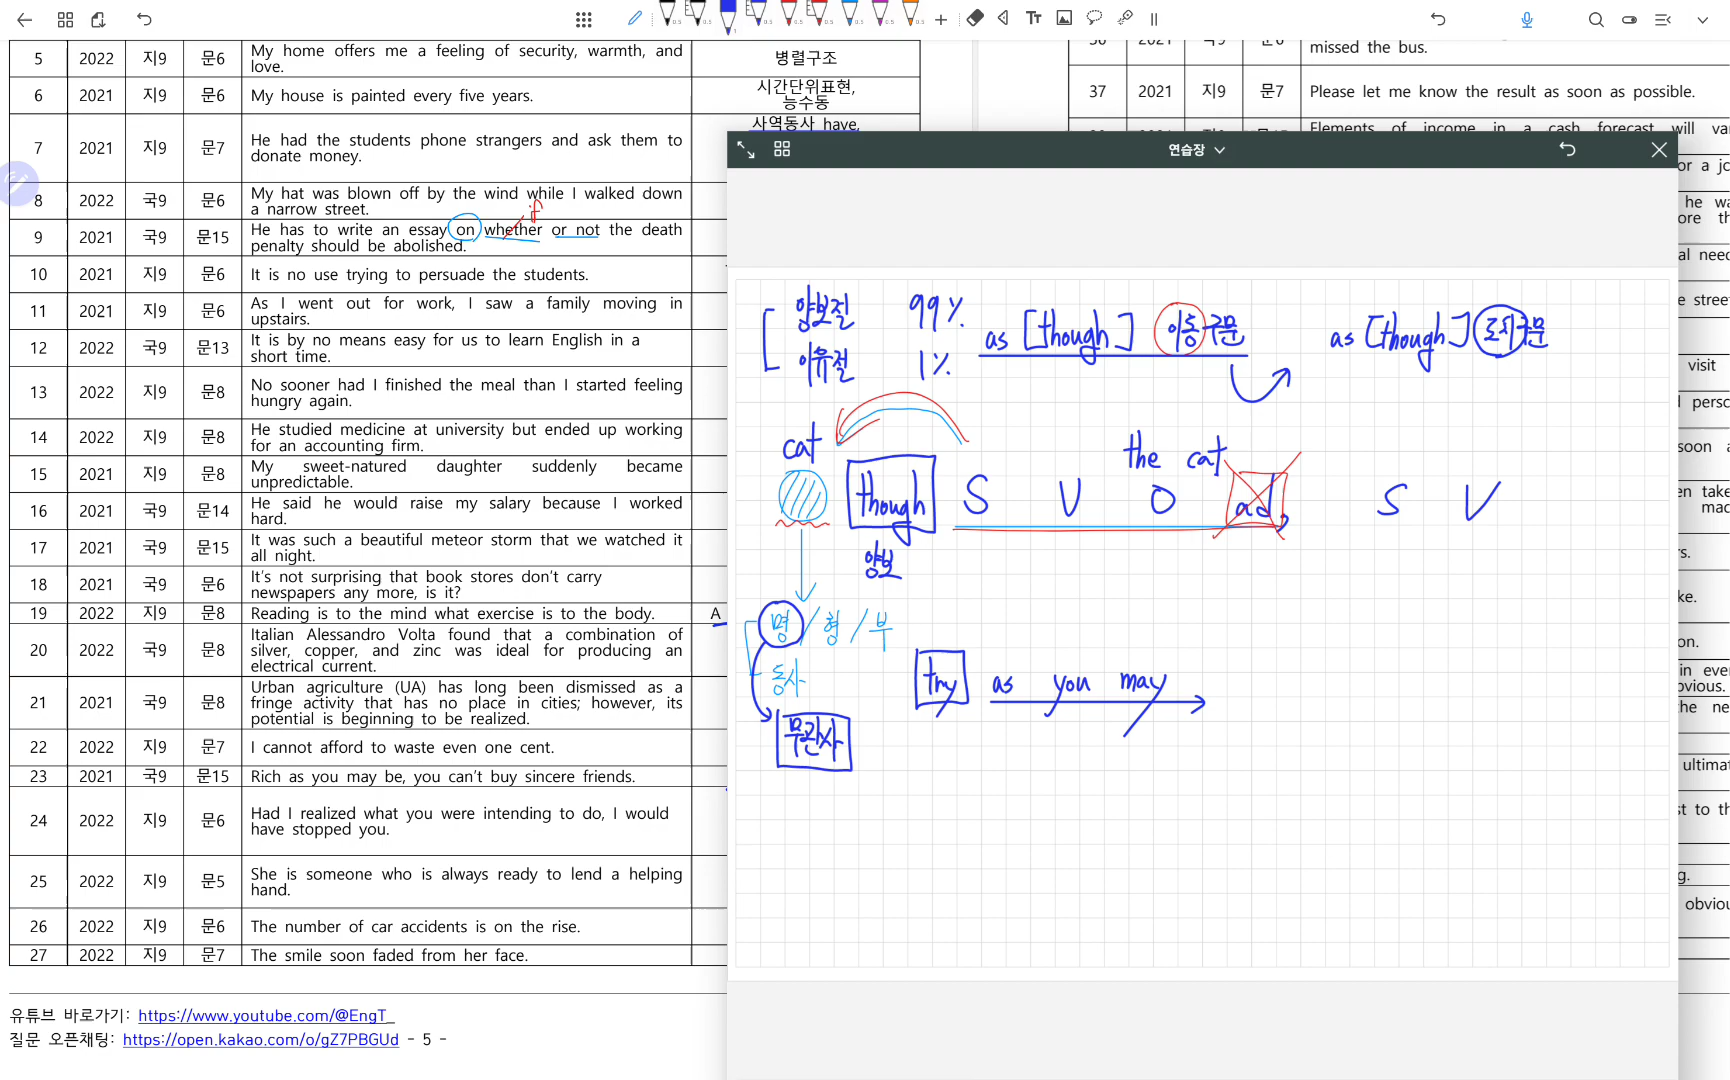 5 2022 지9 문6 My home offers me a feeling of security, warmth, and love. 병렬구조
6 2021 지9 문6 My house is painted every five years. 시간단위표현, 능수동
7 2021 지9 문7 He had the students phone strangers and ask them to donate money. 사역동사 have,
8 2022 국9 문6 My hat was blown off by the wind while I walked down a narrow street.
if
9 2021 국9 문15 He has to write an essay on whether or not the death penalty should be abolished.
10 2021 지9 문6 It is no use trying to persuade the students.
11 2021 지9 문6 As I went out for work, I saw a family moving in upstairs.
12 2022 국9 문13 It is by no means easy for us to learn English in a short time.
13 2022 지9 문8 No sooner had I finished the meal than I started feeling hungry again.
14 2022 지9 문8 He studied medicine at university but ended up working for an accounting firm.
15 2021 지9 문8 My sweet-natured daughter suddenly became unpredictable.
16 2021 국9 문14 He said he would raise my salary because I worked hard.
17 2021 국9 문15 It was such a beautiful meteor storm that we watched it all night.
18 2021 국9 문6 It’s not surprising that book stores don’t carry newspapers any more, is it?
19 2022 지9 문8 Reading is to the mind what exercise is to the body. A
20 2022 국9 문8 Italian Alessandro Volta found that a combination of silver, copper, and zinc was ideal for producing an electrical current.
21 2021 국9 문8 Urban agriculture (UA) has long been dismissed as a fringe activity that has no place in cities; however, its potential is beginning to be realized.
22 2022 지9 문7 I cannot afford to waste even one cent.
23 2021 국9 문15 Rich as you may be, you can’t buy sincere friends.
24 2022 지9 문6 Had I realized what you were intending to do, I would have stopped you.
25 2022 지9 문5 She is someone who is always ready to lend a helping hand.
26 2022 지9 문6 The number of car accidents is on the rise.
27 2022 지9 문7 The smile soon faded from her face.
유튜브 바로가기: https://www.youtube.com/@EngT_
질문 오픈채팅: https://open.kakao.com/o/gZ7PBGUd - 5 -
missed the bus.
37 2021 지9 문7 Please let me know the result as soon as possible.
Elements of income in a cash forecast will
연습장
양보절 99%
이유절 1%
as [though] 이동구문
as [though] 도치구문
cat
the cat
though S V O ad, S V
양보
명 / 형 / 부
동사
무관사
try as you may
visit
soon
ultimat
obviou